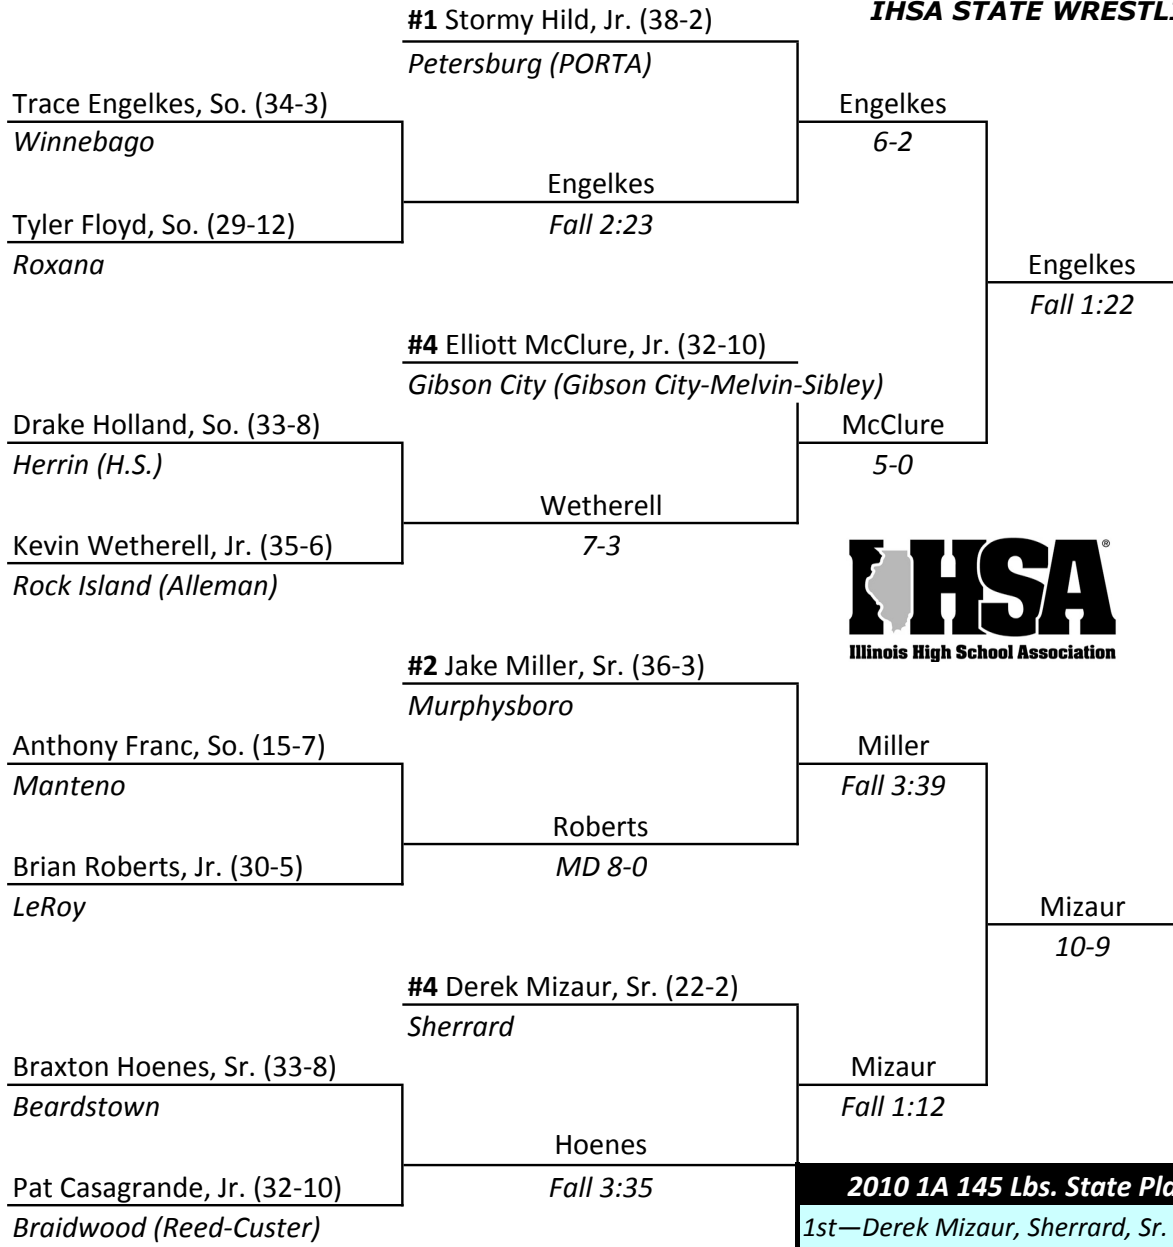 IHSA STATE
#1 Stormy Hild, Jr. (38-2)
Petersburg (PORTA)
Trace Engelkes, So. (34-3)
Winnebago
Engelkes
6-2
Engelkes
Fall 2:23
Tyler Floyd, So. (29-12)
Roxana
Engelkes
Fall 1:22
#4 Elliott McClure, Jr. (32-10)
Gibson City (Gibson City-Melvin-Sibley)
Drake Holland, So. (33-8)
Herrin (H.S.)
McClure
5-0
Wetherell
7-3
Kevin Wetherell, Jr. (35-6)
Rock Island (Alleman)
IHSA®
Illinois High School Association
#2 Jake Miller, Sr. (36-3)
Murphysboro
Anthony Franc, So. (15-7)
Manteno
Miller
Fall 3:39
Roberts
MD 8-0
Brian Roberts, Jr. (30-5)
LeRoy
Mizaur
10-9
#4 Derek Mizaur, Sr. (22-2)
Sherrard
Braxton Hoenes, Sr. (33-8)
Beardstown
Mizaur
Fall 1:12
Hoenes
Fall 3:35
Pat Casagrande, Jr. (32-10)
Braidwood (Reed-Custer)
2010 1A 145 Lbs. State
1st—Derek Mizaur, Sherrard, Sr.